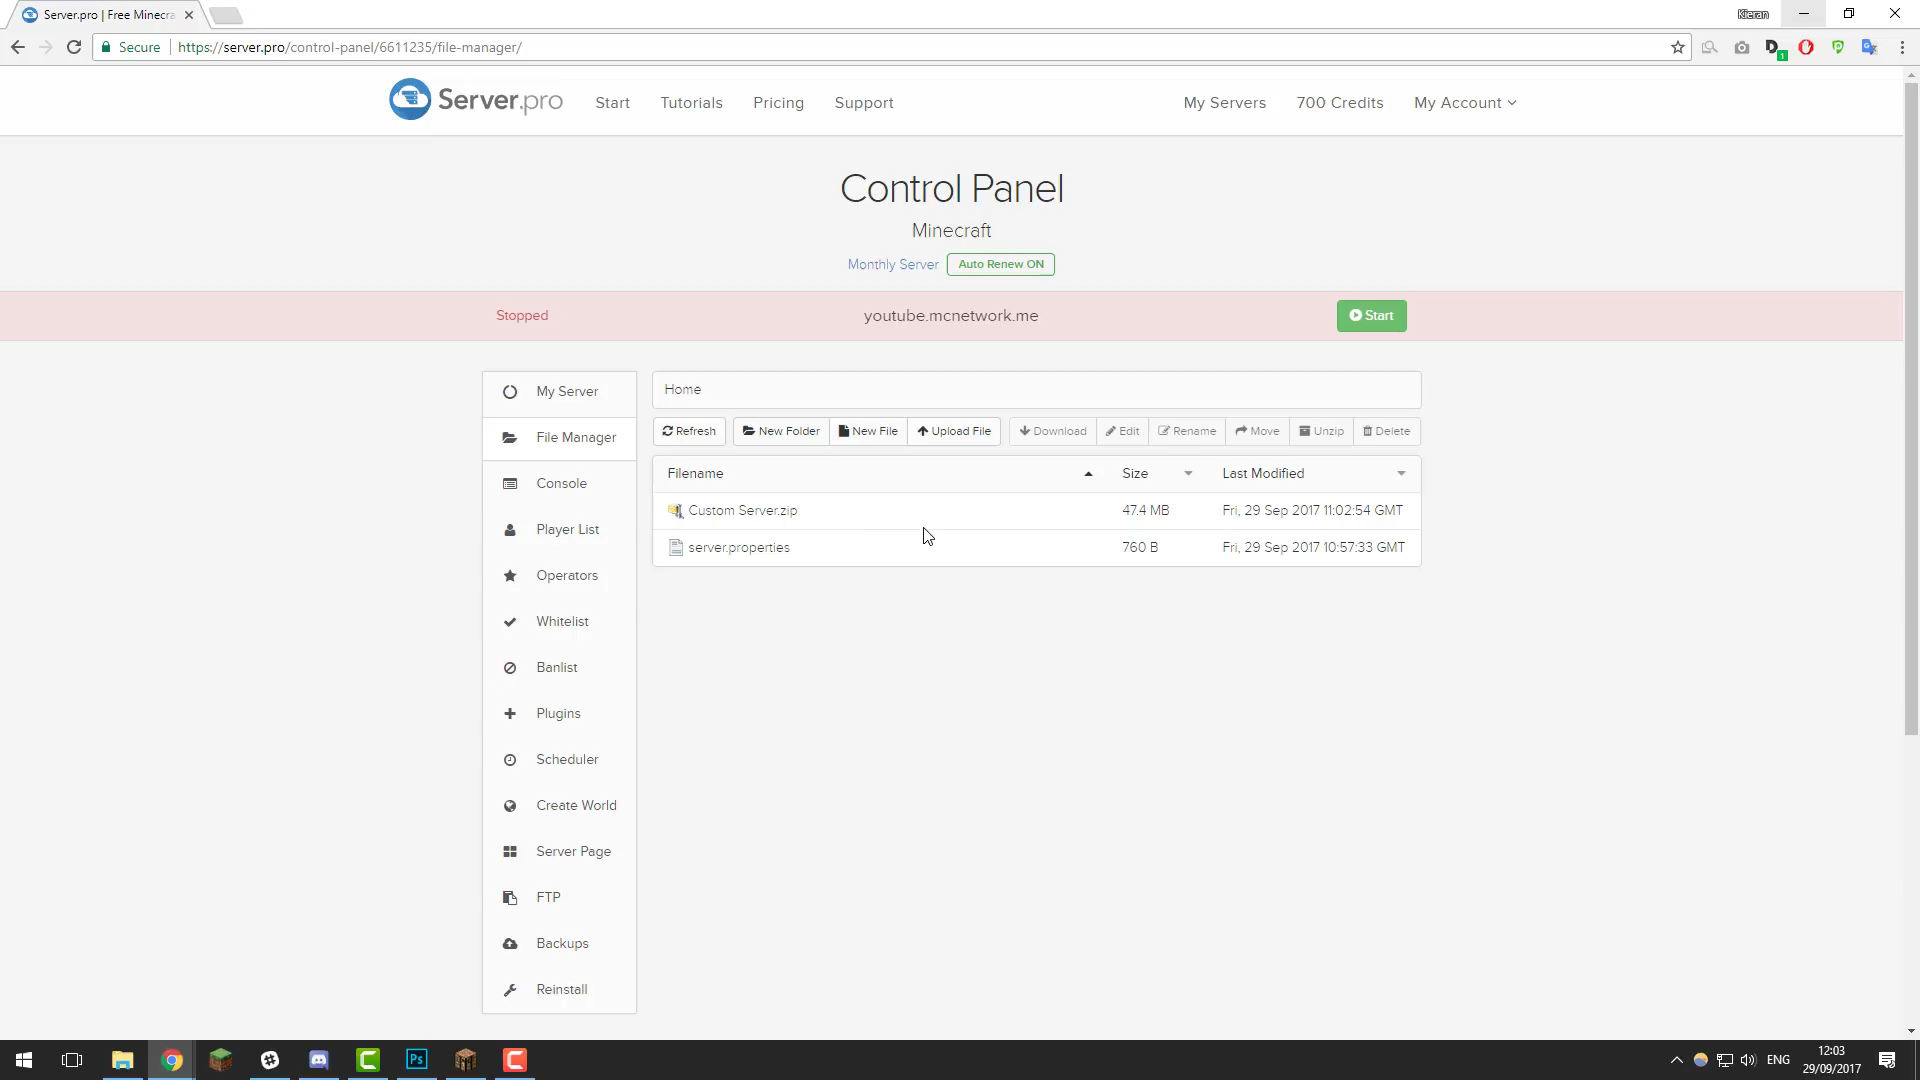 Server.pro | Free Minecra
Kieran
Secure
https://server.pro/control-panel/6611235/file-manager/
1
Server.pro
Start
Tutorials
Pricing
Support
My Servers
700 Credits
My Account
Control Panel
Minecraft
Monthly Server
Auto Renew ON
Stopped
youtube.mcnetwork.me
Start
My Server
File Manager
Console
Player List
Operators
Whitelist
Banlist
Plugins
Scheduler
Create World
Server Page
FTP
Backups
Reinstall
Home
Refresh
New Folder
New File
Upload File
Download
Edit
Rename
Move
Unzip
Delete
Filename Size Last Modified
Custom Server.zip 47.4 MB Fri, 29 Sep 2017 11:02:54 GMT
server.properties 760 B Fri, 29 Sep 2017 10:57:33 GMT
Ps
ENG
12:03
29/09/2017